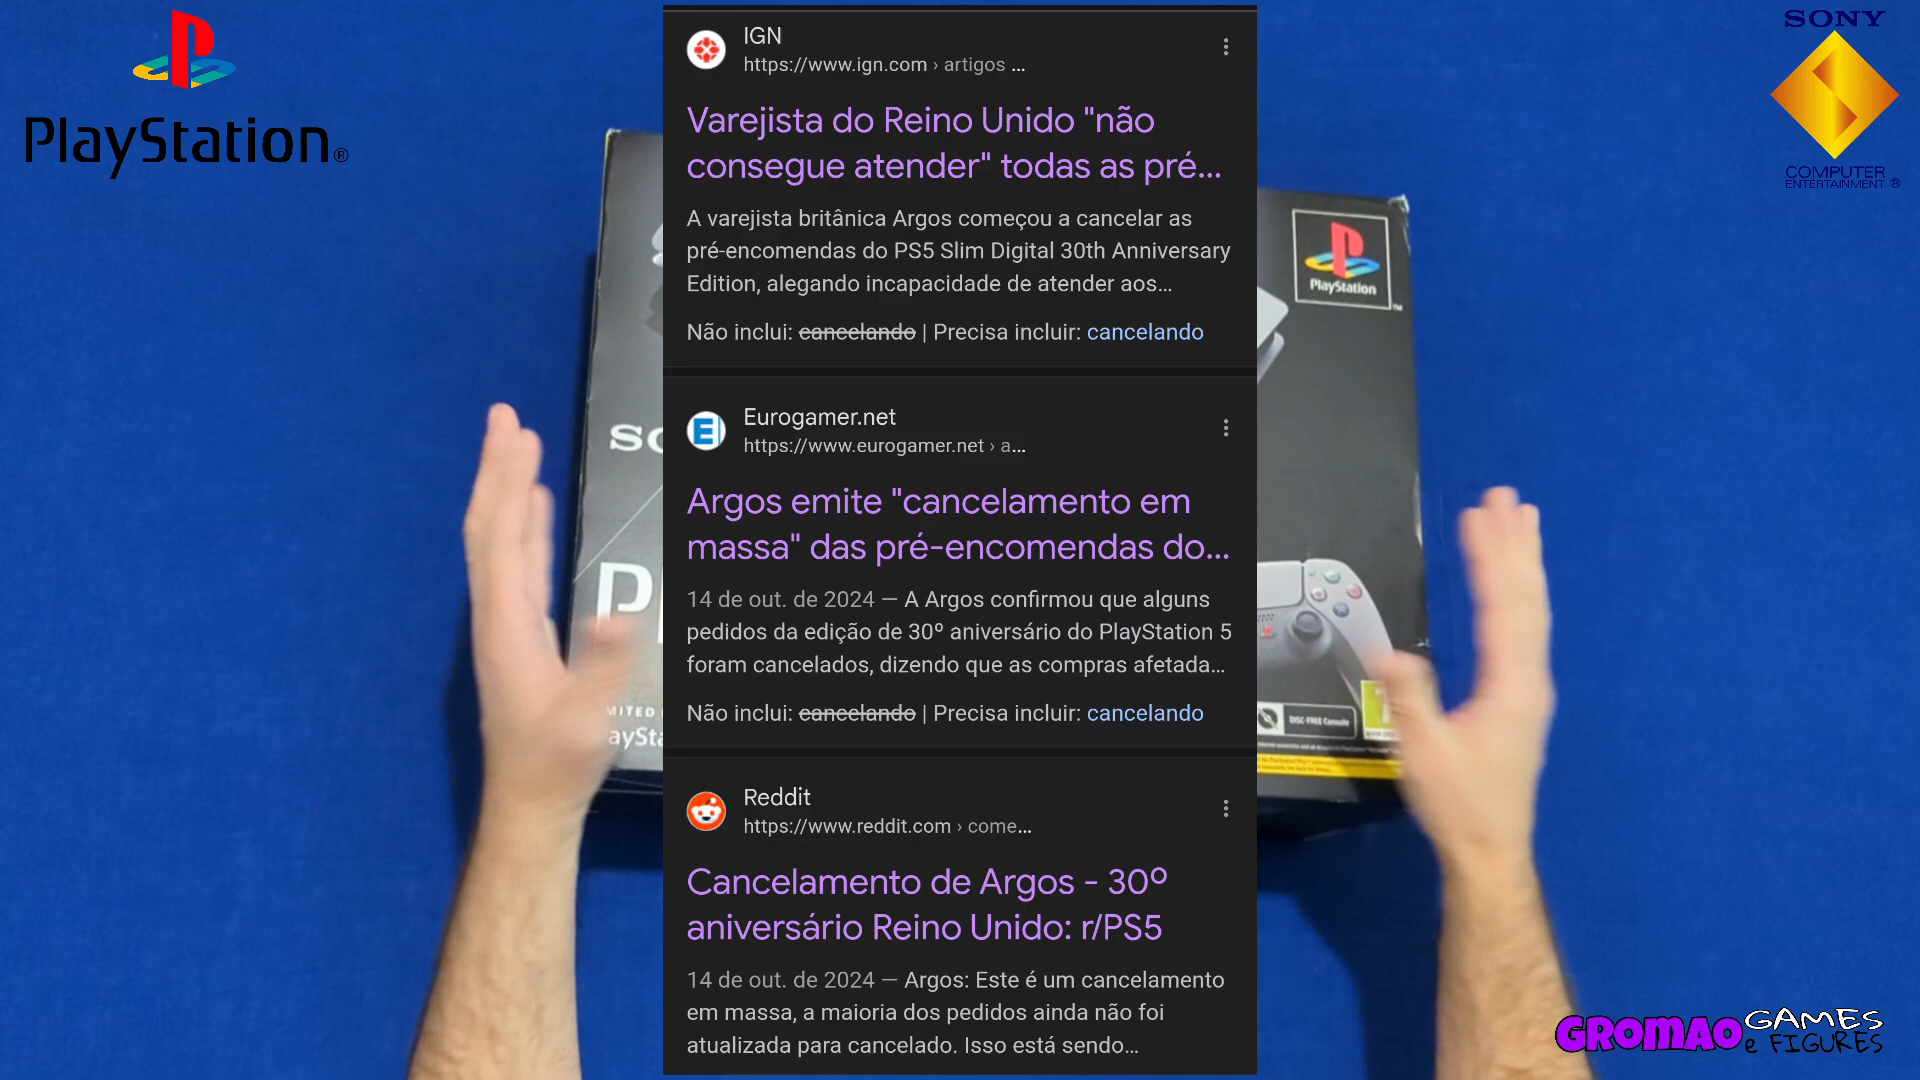 PlayStation®
SONY
COMPUTER
ENTERTAINMENT ®
IGN
https://www.ign.com › artigos ...
Varejista do Reino Unido "não
consegue atender" todas as pré...
A varejista britânica Argos começou a cancelar as
pré-encomendas do PS5 Slim Digital 30th Anniversary
Edition, alegando incapacidade de atender aos...
Não inclui: cancelando | Precisa incluir: cancelando
Eurogamer.net
https://www.eurogamer.net › a...
Argos emite "cancelamento em
massa" das pré-encomendas do...
14 de out. de 2024 — A Argos confirmou que alguns
pedidos da edição de 30º aniversário do PlayStation 5
foram cancelados, dizendo que as compras afetada...
Não inclui: cancelando | Precisa incluir: cancelando
Reddit
https://www.reddit.com › come...
Cancelamento de Argos - 30º
aniversário Reino Unido: r/PS5
14 de out. de 2024 — Argos: Este é um cancelamento
em massa, a maioria dos pedidos ainda não foi
atualizada para cancelado. Isso está sendo...
PlayStation
TM
DISC-FREE Console
GROMAO GAMES
e FIGURES